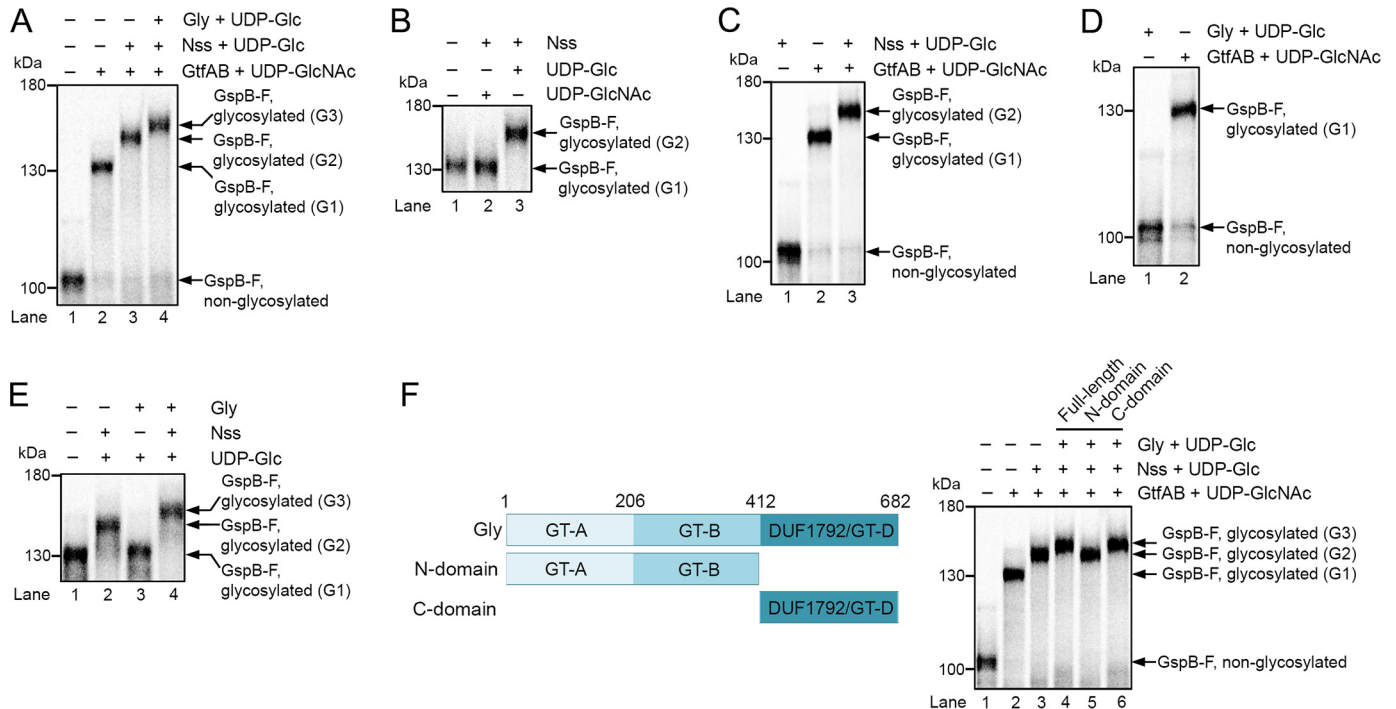 A
– – – + Gly + UDP-Glc
– – + + Nss + UDP-Glc
– + + + GtfAB + UDP-GlcNAc
kDa
180
130
100
GspB-F,
glycosylated (G3)
GspB-F,
glycosylated (G2)
GspB-F,
glycosylated (G1)
GspB-F,
non-glycosylated
Lane 1 2 3 4
B
– + + Nss
– – + UDP-Glc
– + – UDP-GlcNAc
kDa
180
130
GspB-F,
glycosylated (G2)
GspB-F,
glycosylated (G1)
Lane 1 2 3
C
+ – + Nss + UDP-Glc
– + + GtfAB + UDP-GlcNAc
kDa
180
130
100
GspB-F,
glycosylated (G2)
GspB-F,
glycosylated (G1)
GspB-F,
non-glycosylated
Lane 1 2 3
D
+ – Gly + UDP-Glc
– + GtfAB + UDP-GlcNAc
kDa
130
100
GspB-F,
glycosylated (G1)
GspB-F,
non-glycosylated
Lane 1 2
E
– – + + Gly
– + – + Nss
– + + + UDP-Glc
kDa
180
130
GspB-F,
glycosylated (G3)
GspB-F,
glycosylated (G2)
GspB-F,
glycosylated (G1)
Lane 1 2 3 4
F
1 206 412 682
Gly GT-A GT-B DUF1792/GT-D
N-domain GT-A GT-B
C-domain DUF1792/GT-D
Full-length
N-domain
C-domain
– – – + + + Gly + UDP-Glc
– – + + + + Nss + UDP-Glc
– + + + + + GtfAB + UDP-GlcNAc
kDa
180
130
100
GspB-F, glycosylated (G3)
GspB-F, glycosylated (G2)
GspB-F, glycosylated (G1)
GspB-F, non-glycosylated
Lane 1 2 3 4 5 6